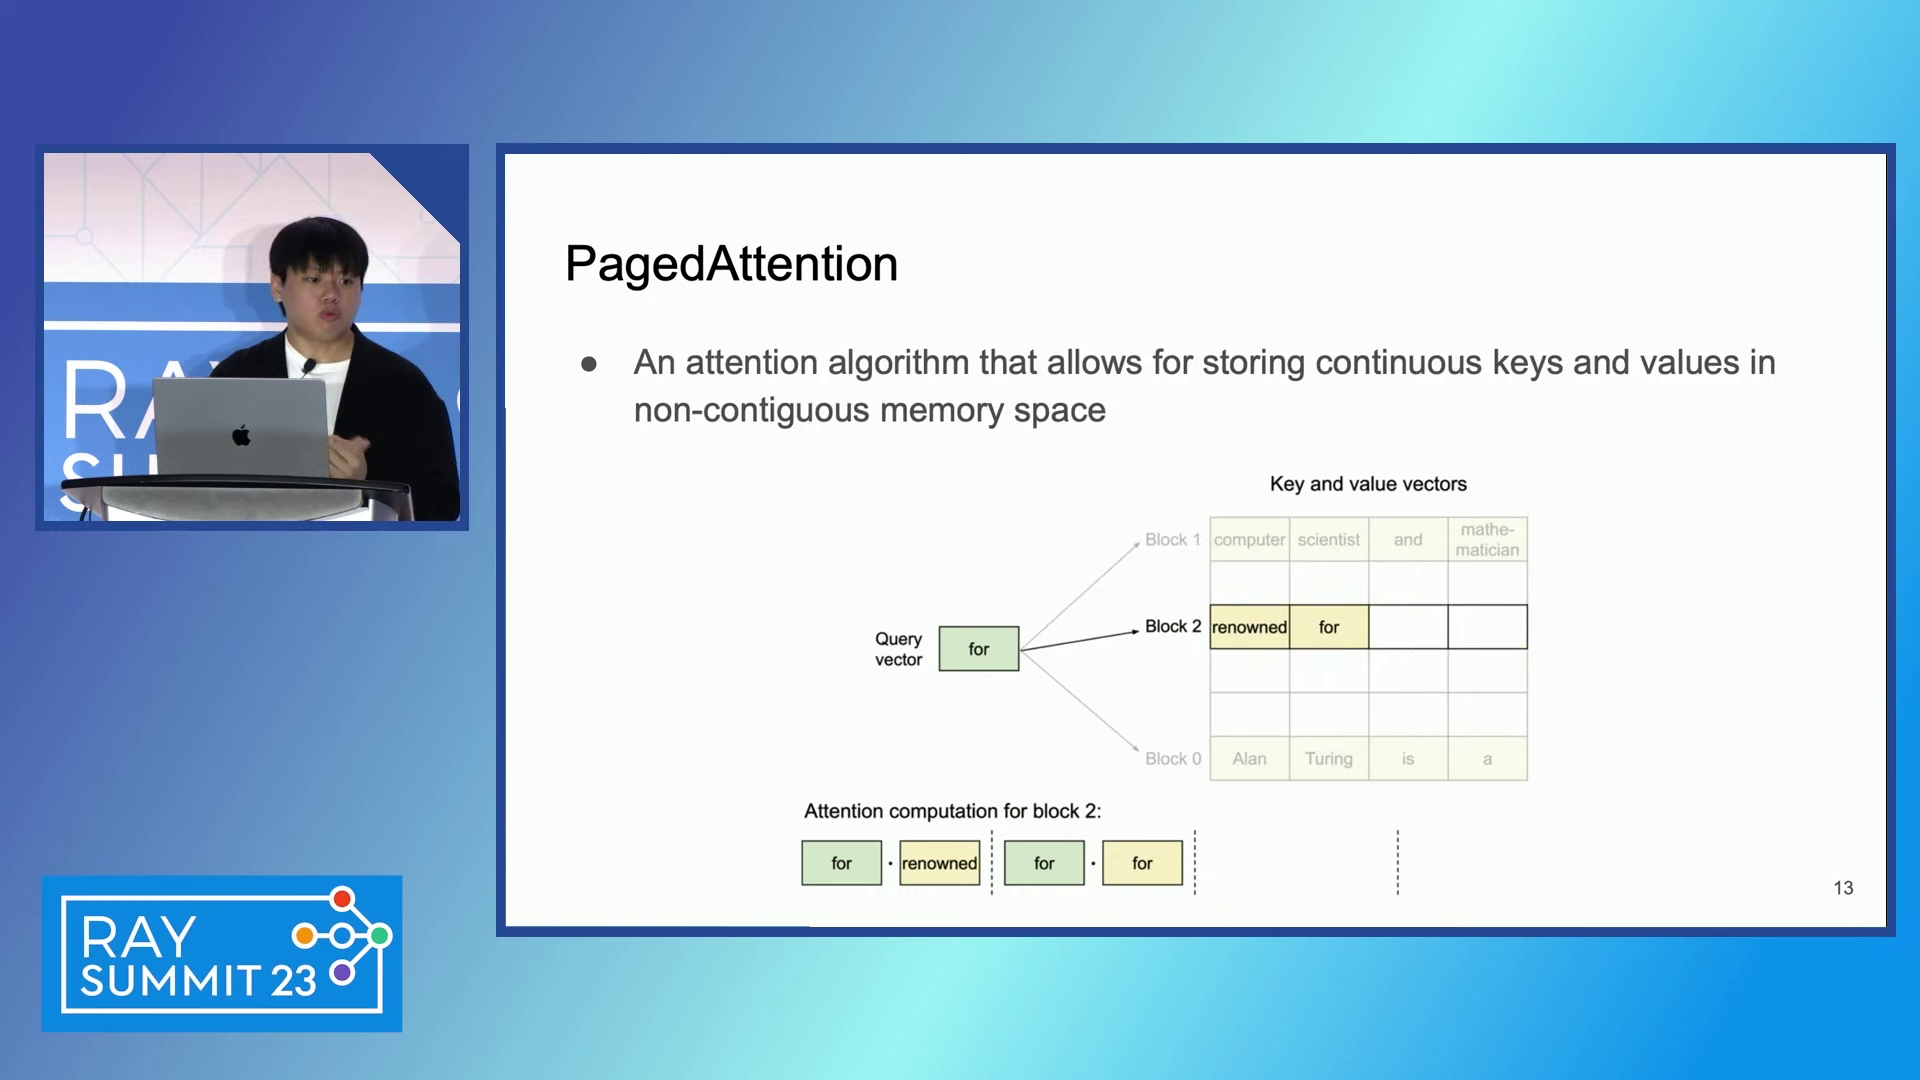 PagedAttention
● An attention algorithm that allows for storing continuous keys and values in
non-contiguous memory space
Key and value vectors
Block 1 computer scientist and mathe-
matician
Block 2 renowned for
Query
vector
for
Block 0 Alan Turing is a
Attention computation for block 2:
for · renowned for · for
13
RA
SU
RAY
SUMMIT 23